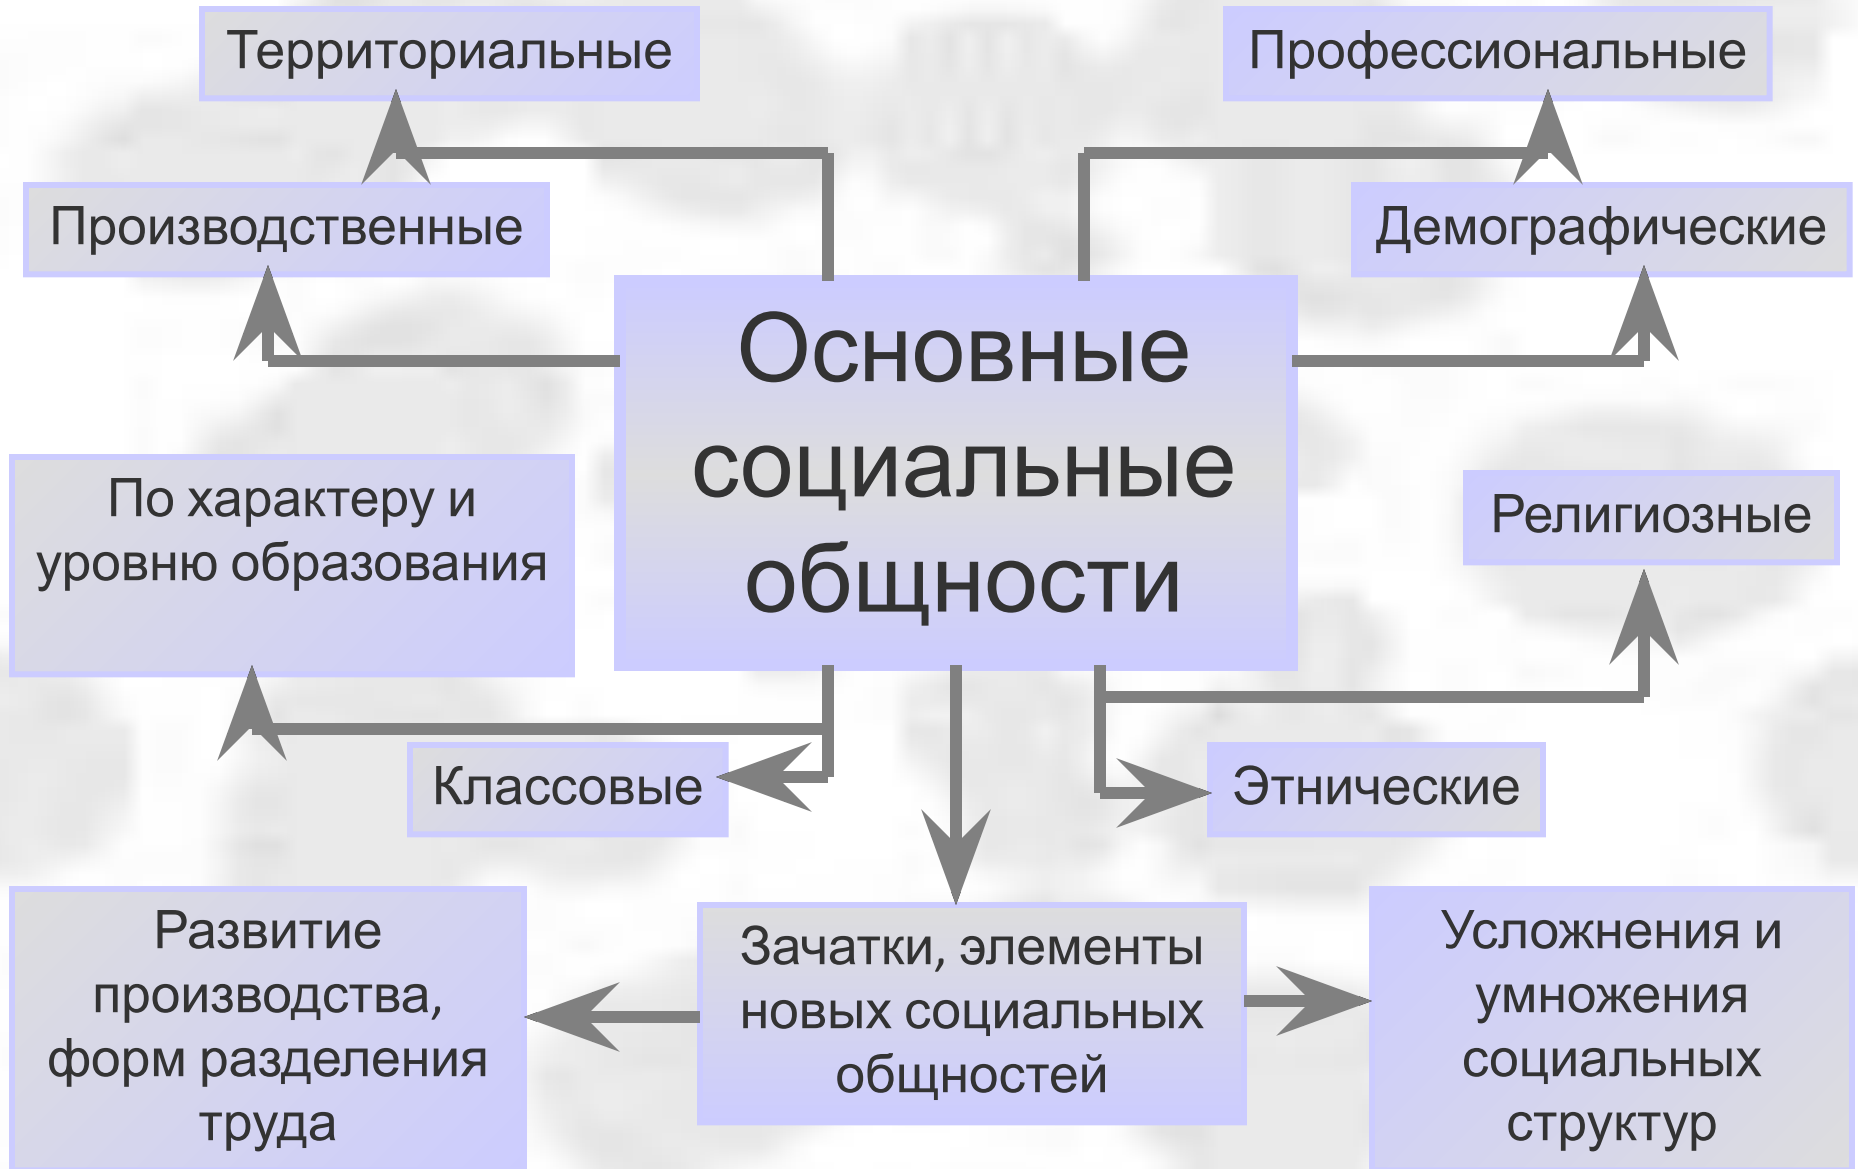 Территориальные
Профессиональные
Производственные
Демографические
Основные
социальные
общности
По характеру и
уровню образования
Религиозные
Классовые
Этнические
Развитие
производства,
форм разделения
труда
Зачатки, элементы
новых социальных
общностей
Усложнения и
умножения
социальных
структур